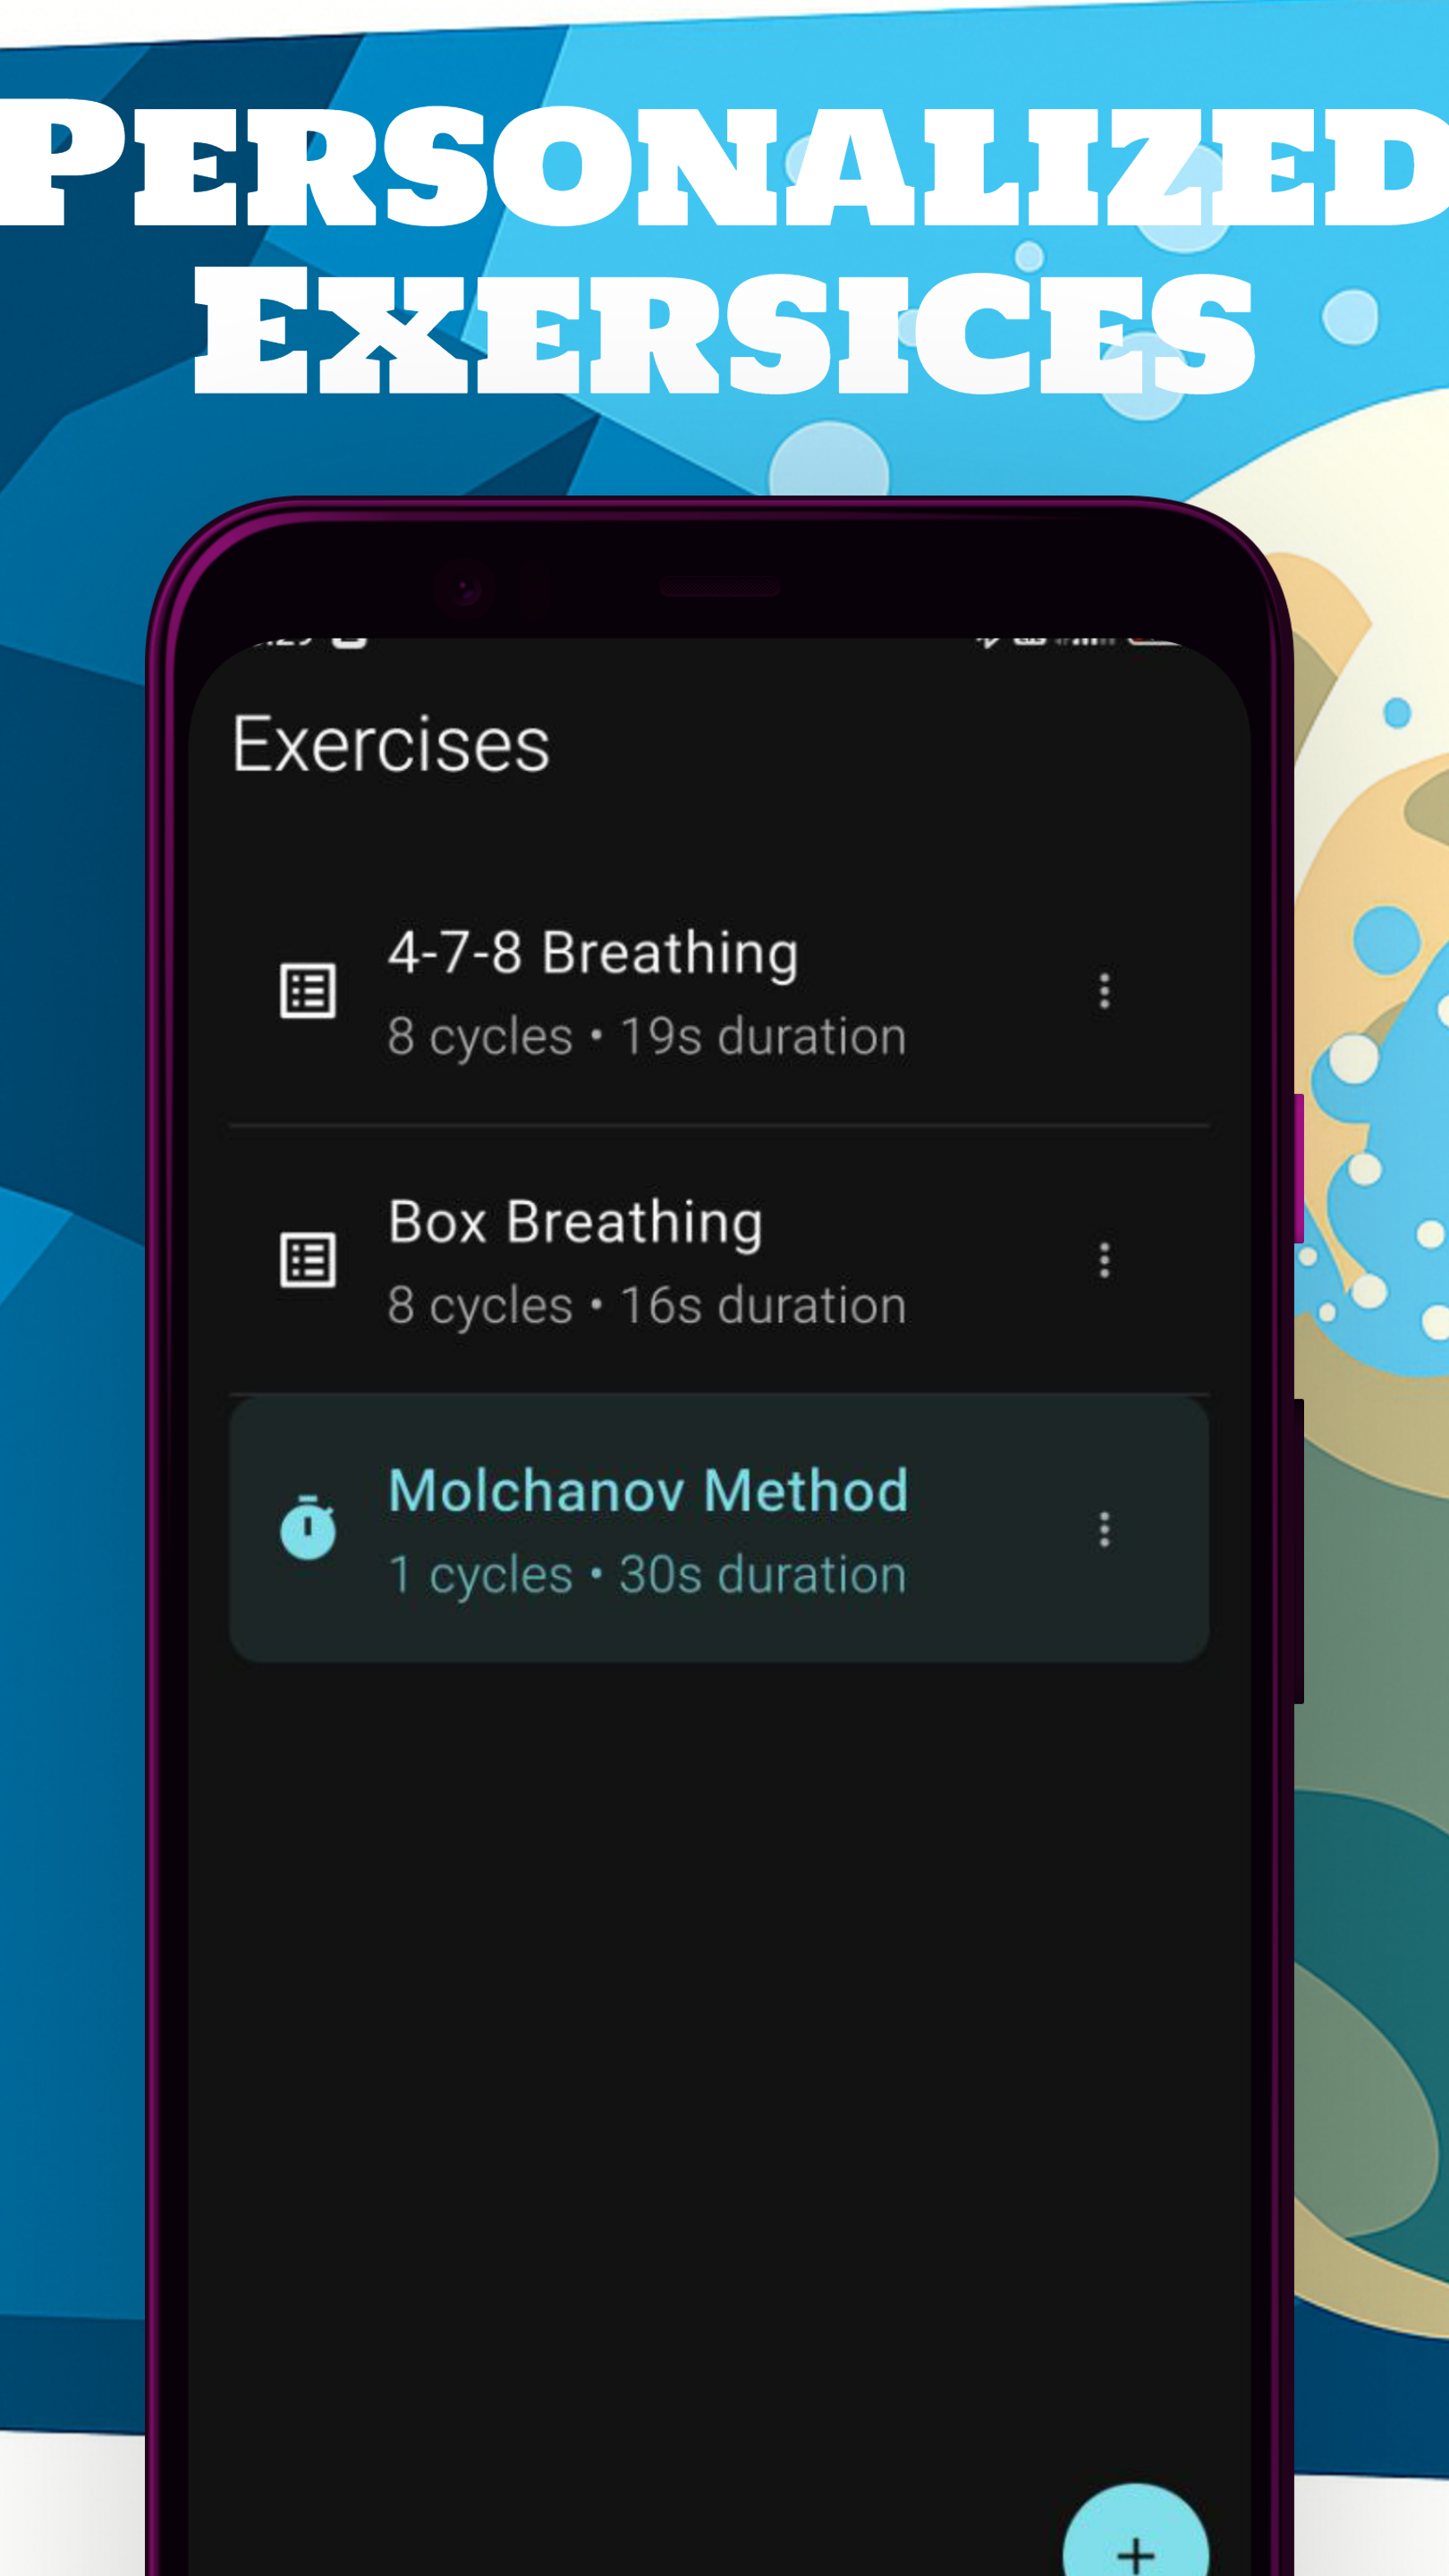 Personalized
Exersices
Exercises
4-7-8 Breathing
8 cycles • 19s duration
Box Breathing
8 cycles • 16s duration
Molchanov Method
1 cycles • 30s duration
+